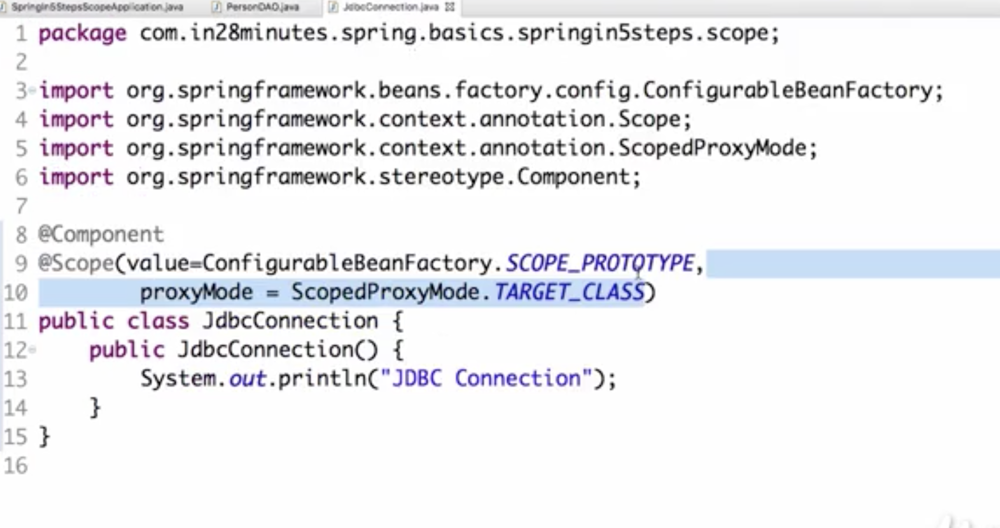 SpringIn5StepsScopeApplication.java PersonDAO.java JdbcConnection.java
1 package com.in28minutes.spring.basics.springin5steps.scope;
2
3 import org.springframework.beans.factory.config.ConfigurableBeanFactory;
4 import org.springframework.context.annotation.Scope;
5 import org.springframework.context.annotation.ScopedProxyMode;
6 import org.springframework.stereotype.Component;
7
8 @Component
9 @Scope(value=ConfigurableBeanFactory.SCOPE_PROTOTYPE,
10 proxyMode = ScopedProxyMode.TARGET_CLASS)
11 public class JdbcConnection {
12 public JdbcConnection() {
13 System.out.println("JDBC Connection");
14 }
15 }
16